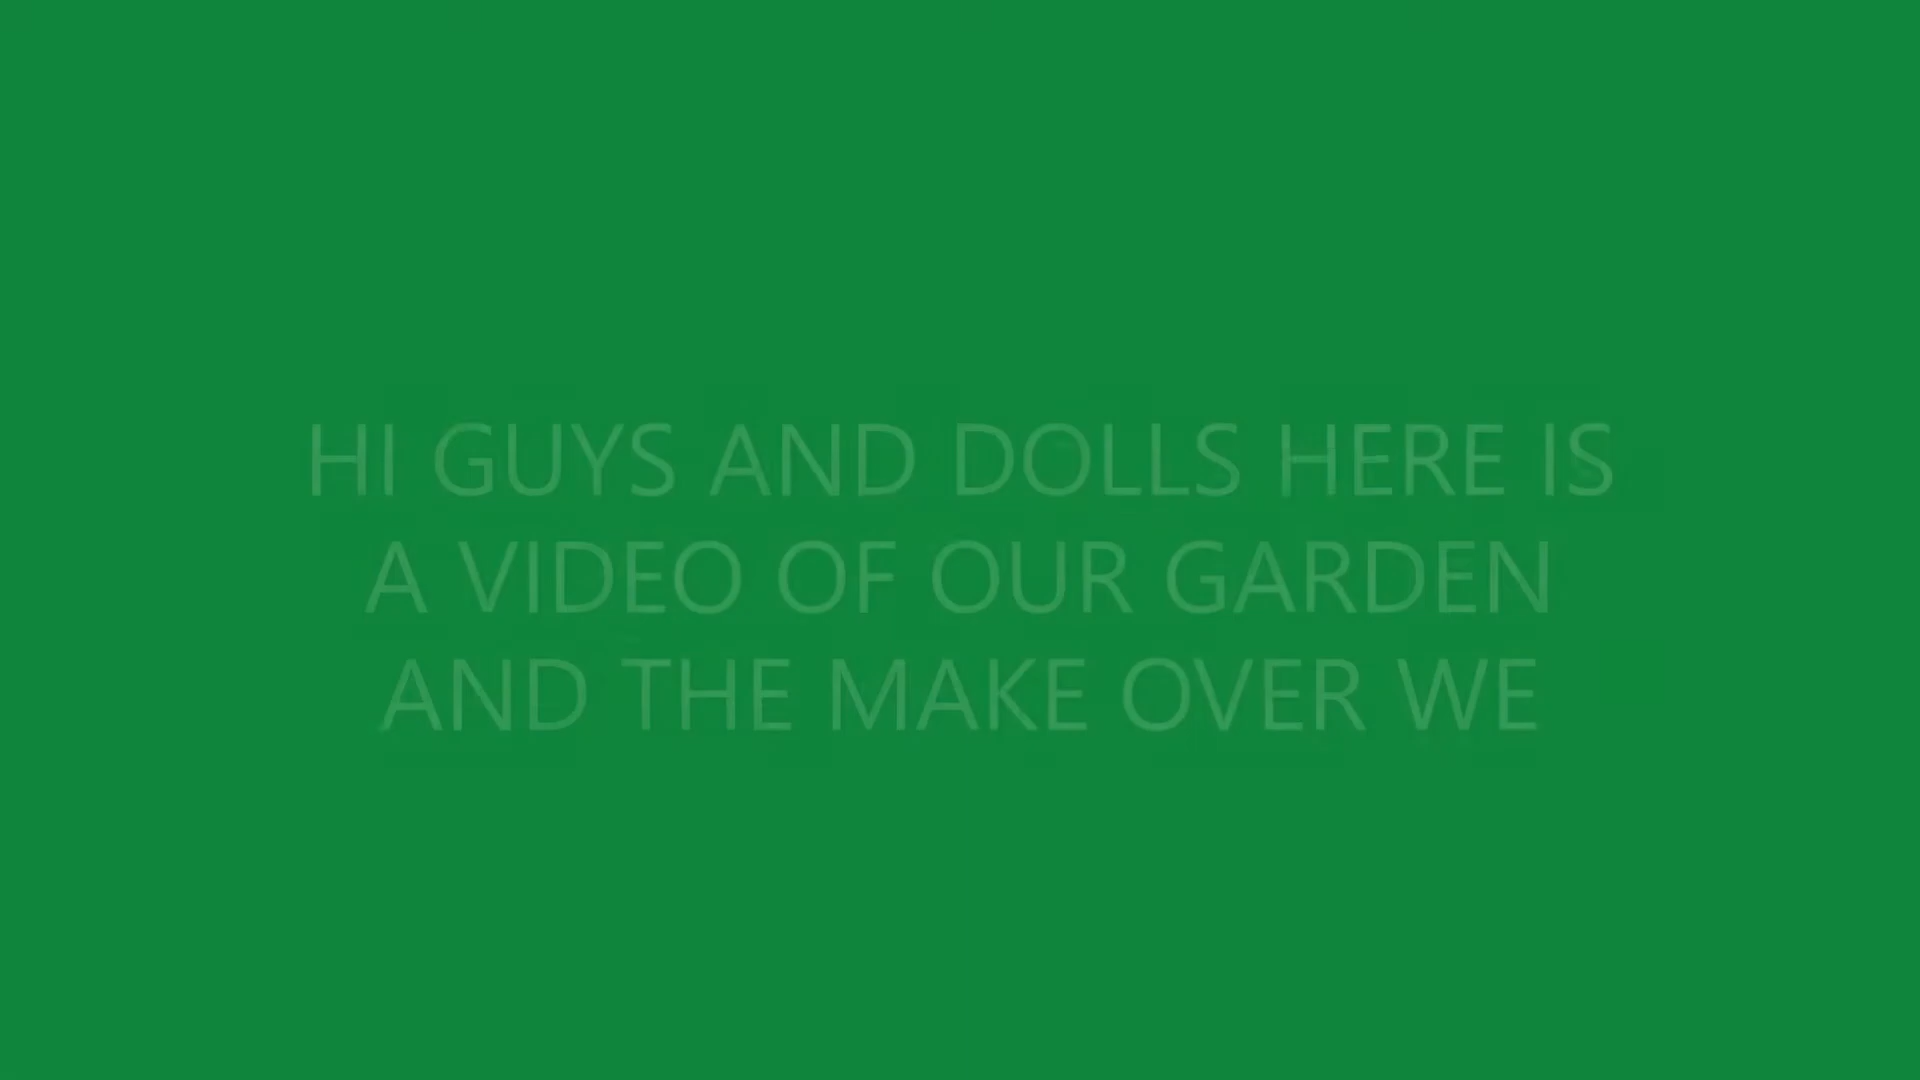 HI GUYS AND DOLLS HERE IS
A VIDEO OF OUR GARDEN
AND THE MAKE OVER WE